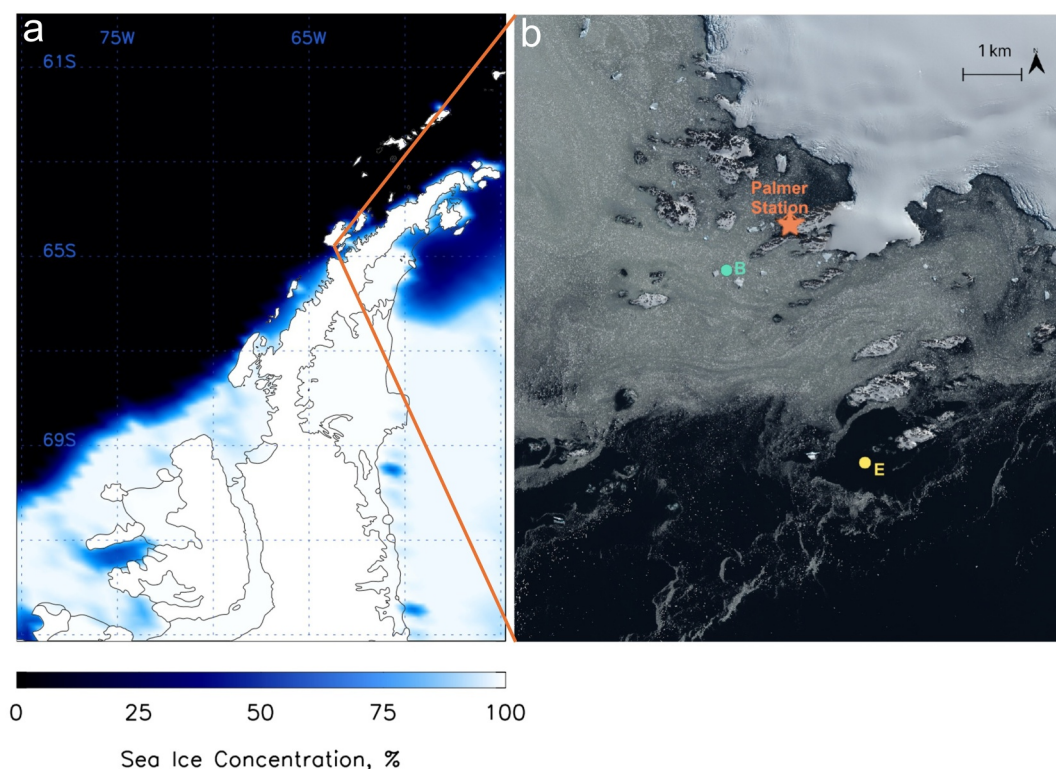 a
75W
65W
61S
65S
69S
0
25
50
75
100
Sea Ice Concentration, %
b
1 km
N
Palmer
Station
B
E